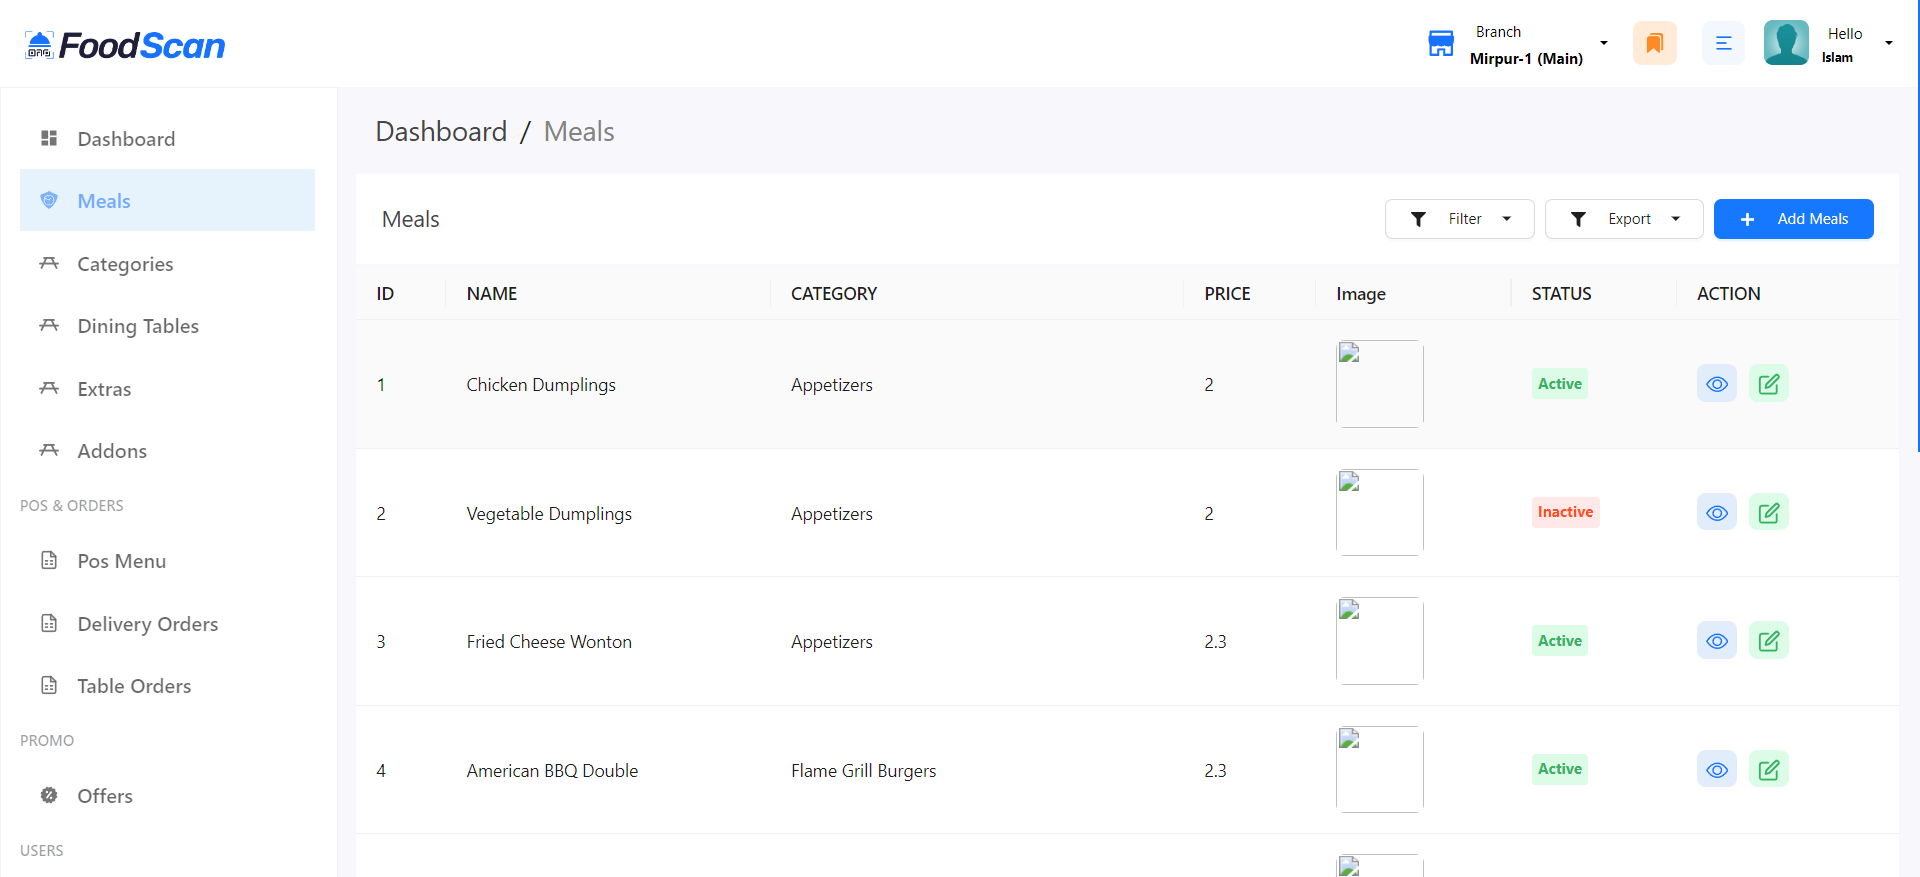 FoodScan
Branch
Mirpur-1 (Main)
Hello
Islam
Dashboard
Meals
Categories
Dining Tables
Extras
Addons
POS & ORDERS
Pos Menu
Delivery Orders
Table Orders
PROMO
Offers
USERS
Dashboard / Meals
Meals
Filter
Export
+ Add Meals
ID NAME CATEGORY PRICE Image STATUS ACTION
1 Chicken Dumplings Appetizers 2 Active
2 Vegetable Dumplings Appetizers 2 Inactive
3 Fried Cheese Wonton Appetizers 2.3 Active
4 American BBQ Double Flame Grill Burgers 2.3 Active